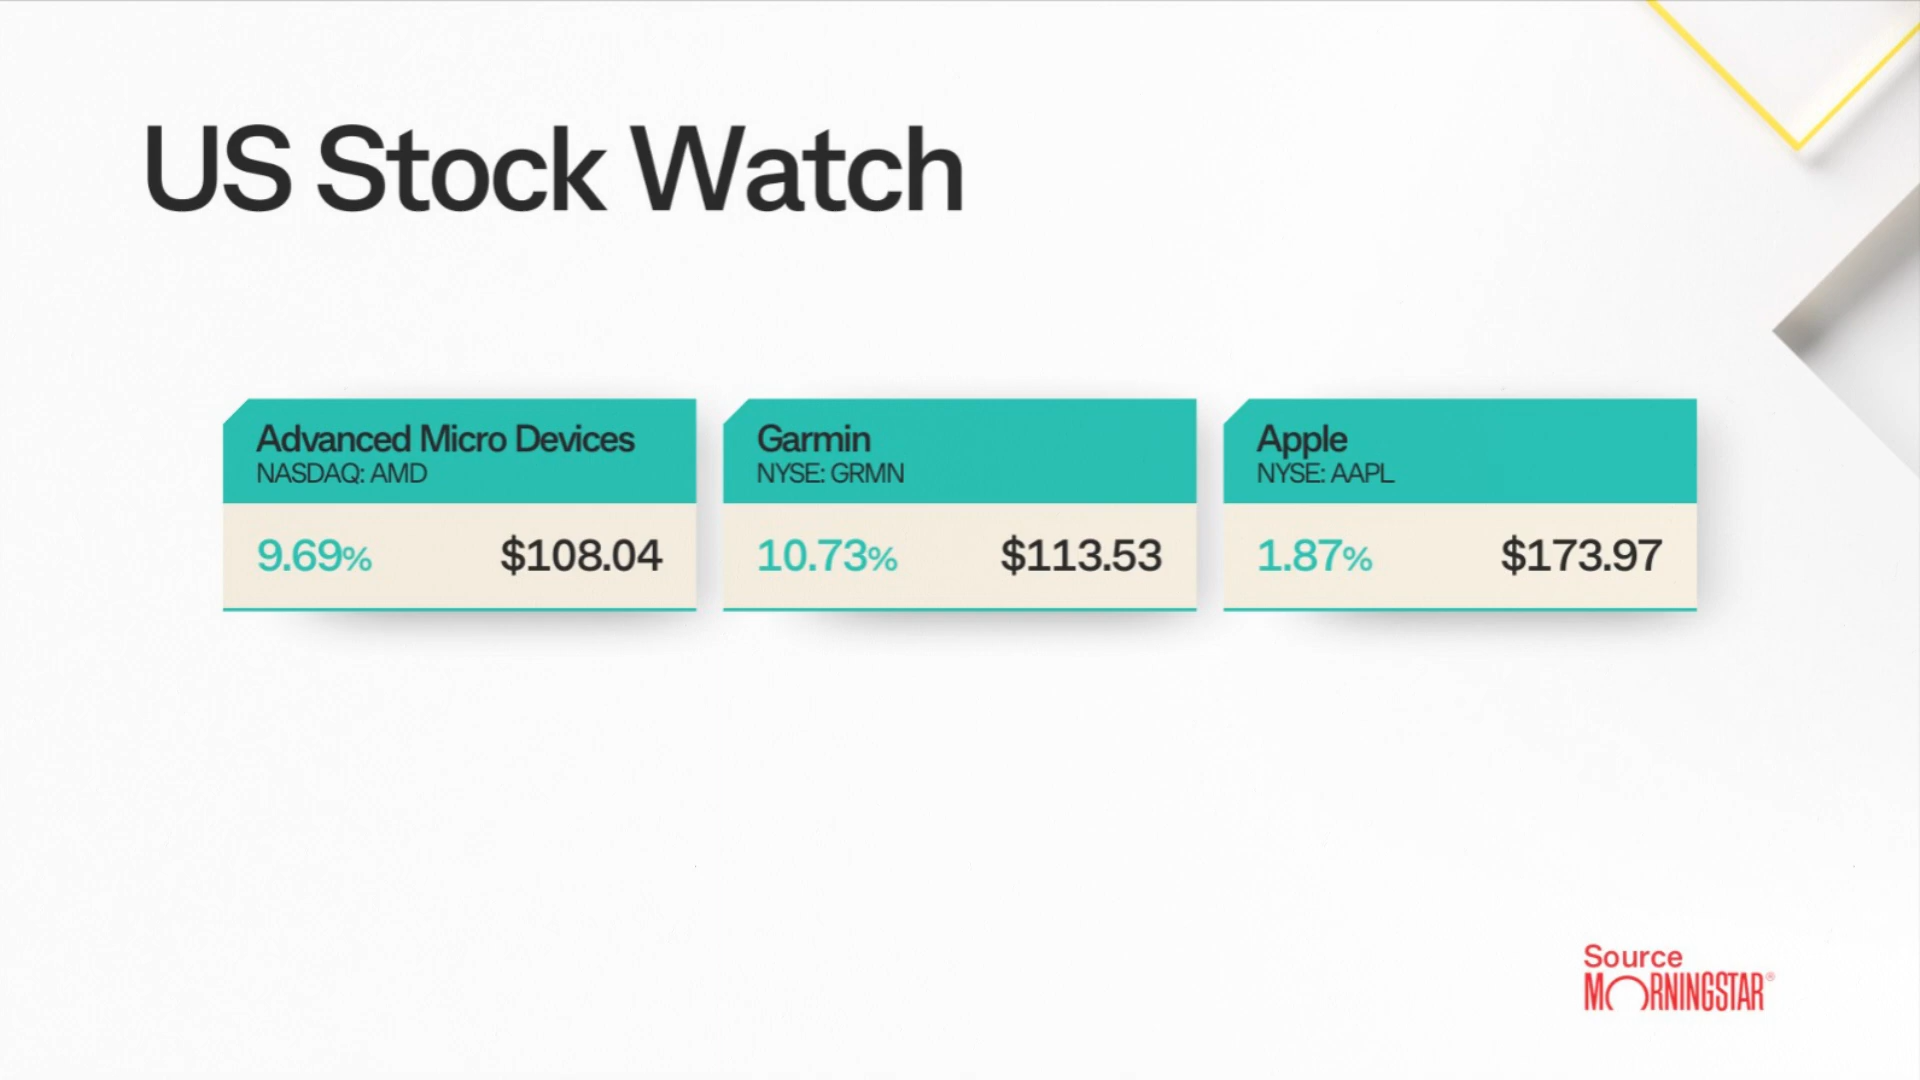 US Stock Watch
Advanced Micro Devices
NASDAQ: AMD
9.69% $108.04
Garmin
NYSE: GRMN
10.73% $113.53
Apple
NYSE: AAPL
1.87% $173.97
Source
MORNINGSTAR®